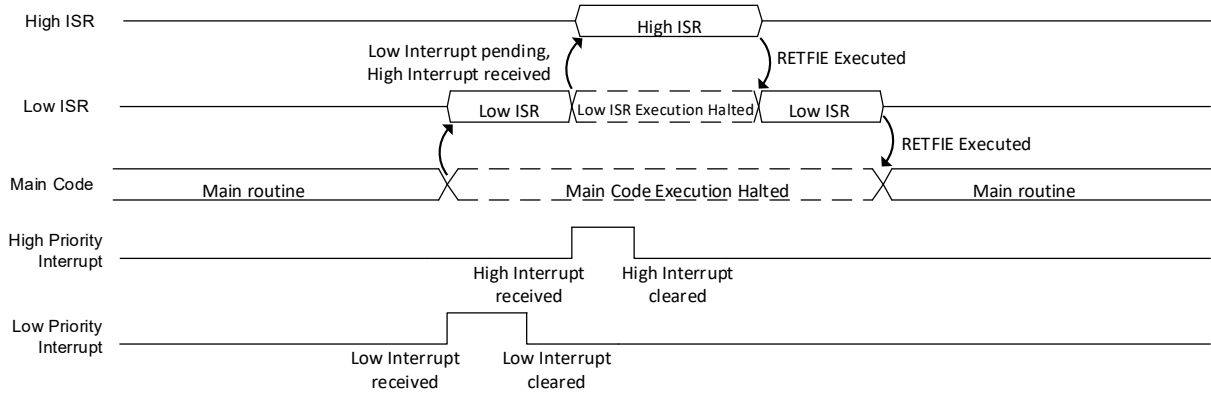 High ISR
High ISR
Low Interrupt pending,
High Interrupt received
RETFIE Executed
Low ISR
Low ISR
Low ISR Execution Halted
Low ISR
RETFIE Executed
Main Code
Main routine
Main Code Execution Halted
Main routine
High Priority
Interrupt
High Interrupt
received
High Interrupt
cleared
Low Priority
Interrupt
Low Interrupt
received
Low Interrupt
cleared